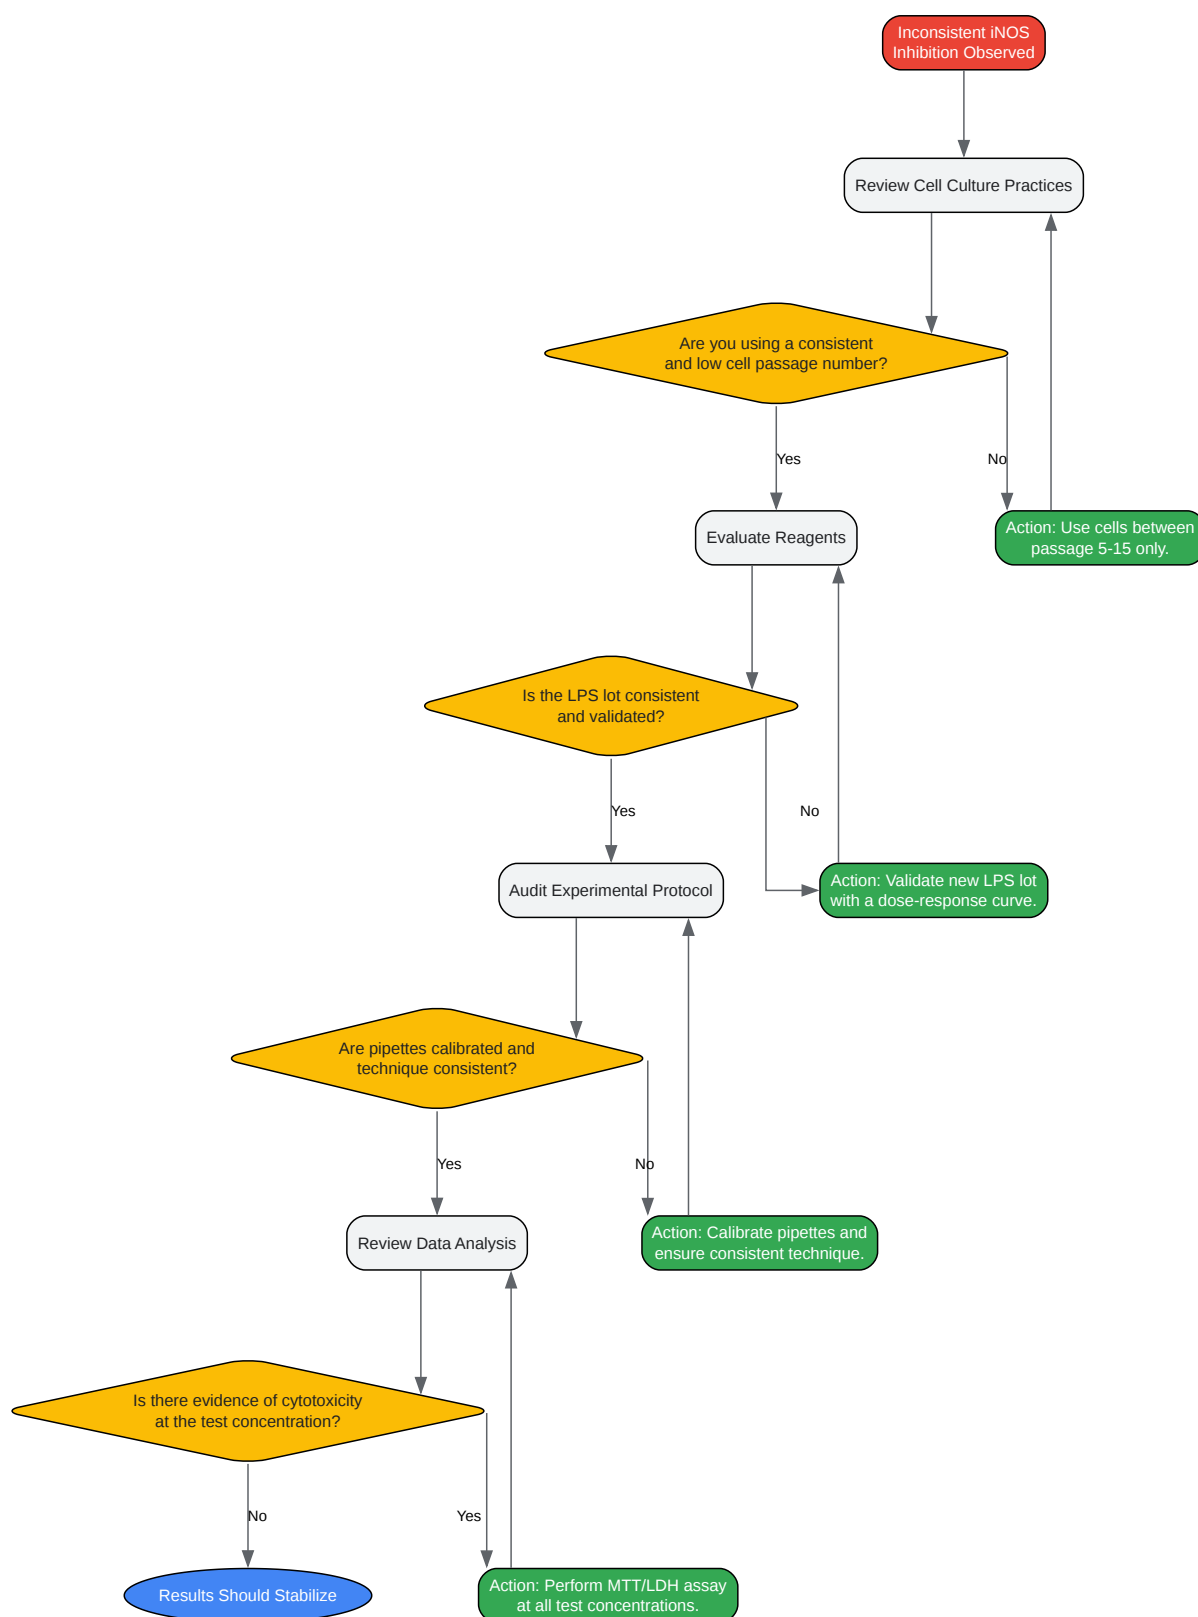 Inconsistent iNOS
Inhibition Observed
Review Cell Culture Practices
Are you using a consistent
and low cell passage number?
Yes
No
Evaluate Reagents
Action: Use cells between
passage 5-15 only.
Is the LPS lot consistent
and validated?
Yes
No
Audit Experimental Protocol
Action: Validate new LPS lot
with a dose-response curve.
Are pipettes calibrated and
technique consistent?
Yes
No
Review Data Analysis
Action: Calibrate pipettes and
ensure consistent technique.
Is there evidence of cytotoxicity
at the test concentration?
No
Yes
Results Should Stabilize
Action: Perform MTT/LDH assay
at all test concentrations.